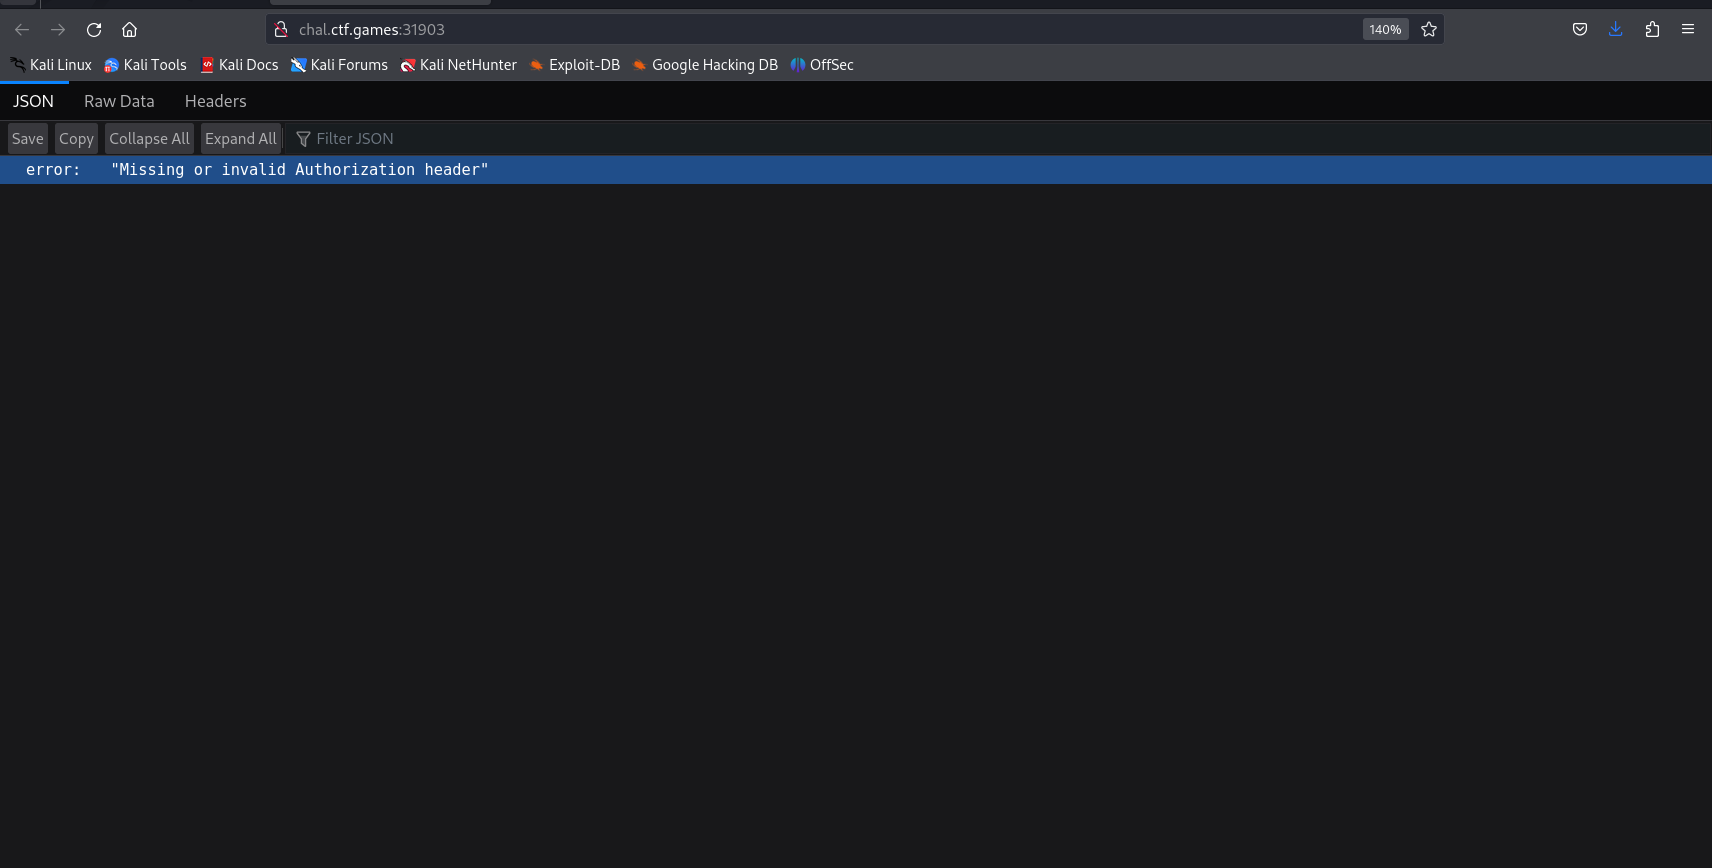 chal.ctf.games:31903 140%
Kali Linux Kali Tools Kali Docs Kali Forums Kali NetHunter Exploit-DB Google Hacking DB OffSec
JSON Raw Data Headers
Save Copy Collapse All Expand All Filter JSON
error: "Missing or invalid Authorization header"